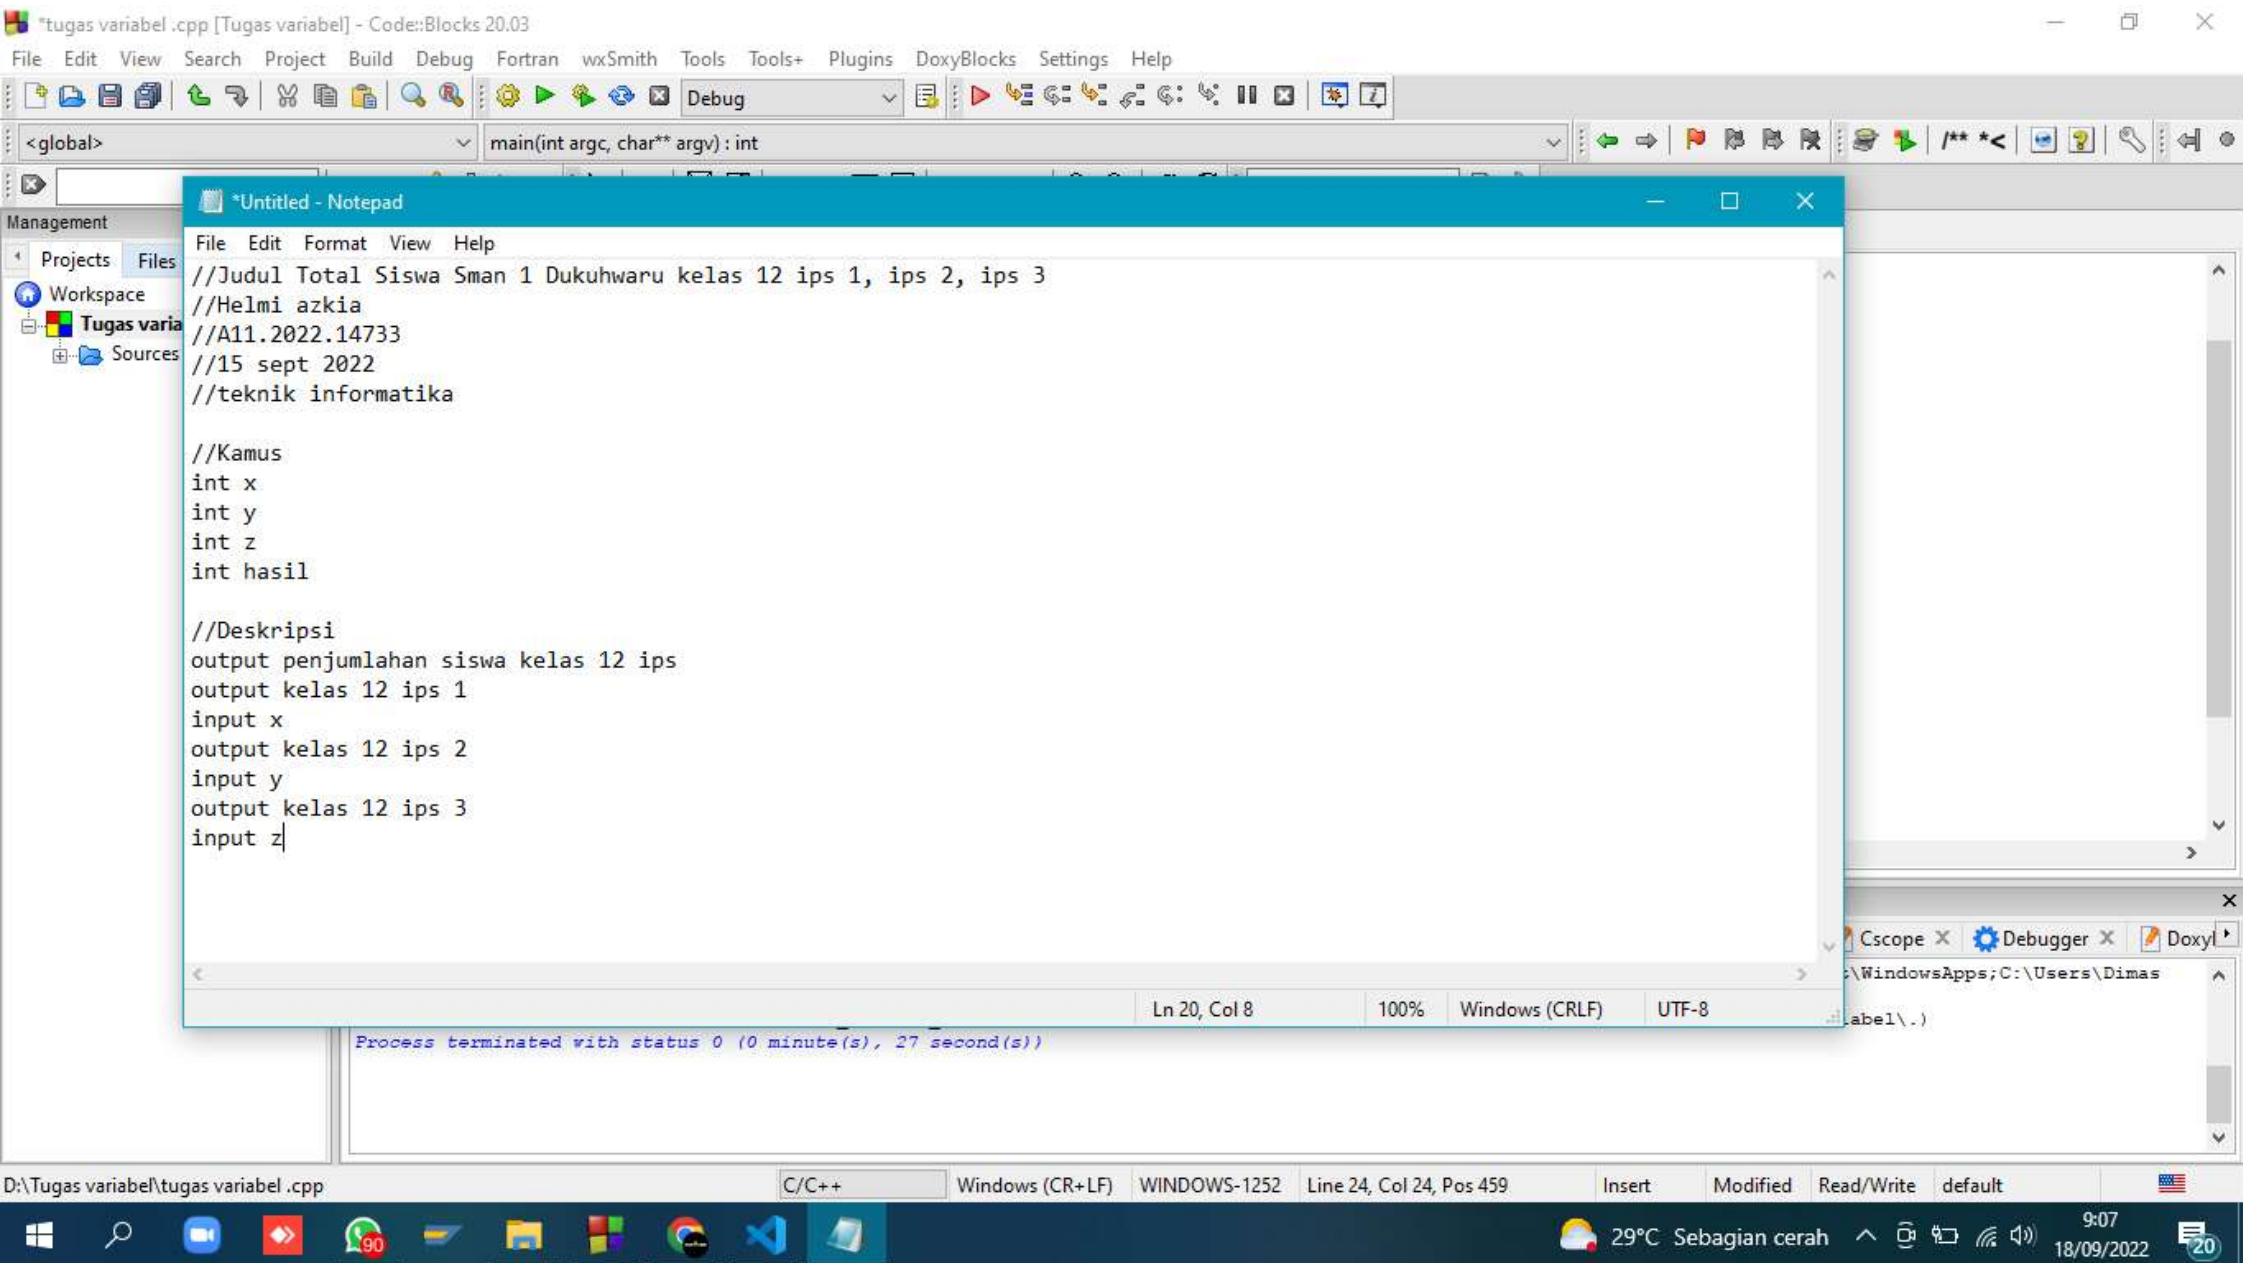 *tugas variabel .cpp [Tugas variabel] - Code::Blocks 20.03
File Edit View Search Project Build Debug Fortran wxSmith Tools Tools+ Plugins DoxyBlocks Settings Help
Debug
<global>
main(int argc, char** argv) : int
/** *<
Management
Projects Files
Workspace
Tugas varia
Sources
*Untitled - Notepad
File Edit Format View Help
//Judul Total Siswa Sman 1 Dukuhwaru kelas 12 ips 1, ips 2, ips 3
//Helmi azkia
//A11.2022.14733
//15 sept 2022
//teknik informatika
//Kamus
int x
int y
int z
int hasil
//Deskripsi
output penjumlahan siswa kelas 12 ips
output kelas 12 ips 1
input x
output kelas 12 ips 2
input y
output kelas 12 ips 3
input z
Ln 20, Col 8 100% Windows (CRLF) UTF-8
Cscope Debugger Doxyl
\WindowsApps;C:\Users\Dimas
abel\.)
Process terminated with status 0 (0 minute(s), 27 second(s))
D:\Tugas variabel\tugas variabel .cpp C/C++ Windows (CR+LF) WINDOWS-1252 Line 24, Col 24, Pos 459 Insert Modified Read/Write default
90
29°C Sebagian cerah
9:07
18/09/2022
20